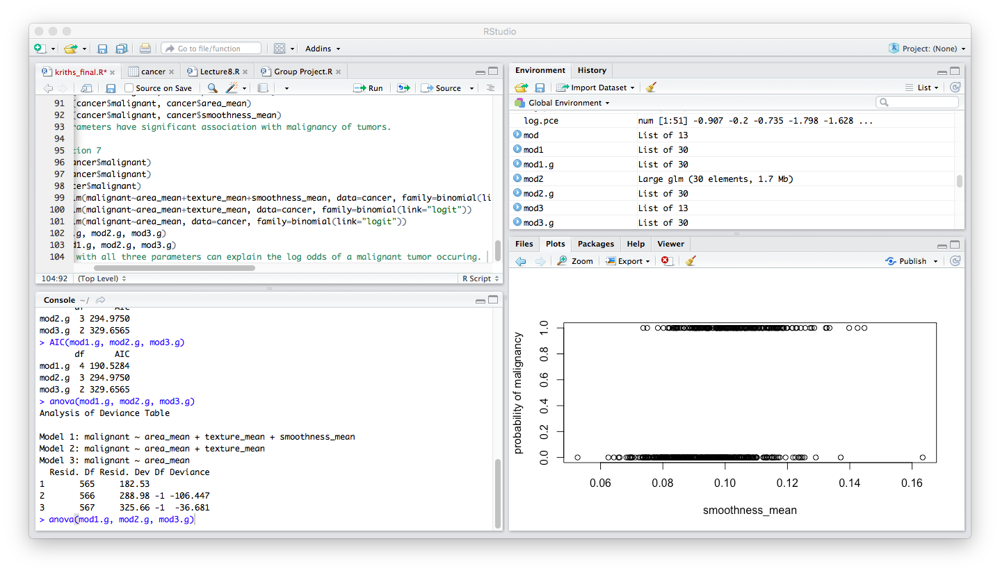 RStudio
Go to file/function
Addins
Project: (None)
kriths_final.R*
cancer
Lecture8.R
Group Project.R
Source on Save
Run
Source
91 (cancer$malignant, cancer$area_mean)
92 (cancer$malignant, cancer$smoothness_mean)
93 rameters have significant association with malignancy of tumors.
94
95 tion 7
96 ancer$malignant)
97 ancer$malignant)
98 cer$malignant)
99 lm(malignant~area_mean+texture_mean+smoothness_mean, data=cancer, family=binomial(li
100 lm(malignant~area_mean+texture_mean, data=cancer, family=binomial(link="logit"))
101 lm(malignant~area_mean, data=cancer, family=binomial(link="logit"))
102 .g, mod2.g, mod3.g)
103 d1.g, mod2.g, mod3.g)
104 with all three parameters can explain the log odds of a malignant tumor occuring.
104:92 (Top Level) R Script
Console ~/
df AIC
mod2.g 3 294.9750
mod3.g 2 329.6565
> AIC(mod1.g, mod2.g, mod3.g)
df AIC
mod1.g 4 190.5284
mod2.g 3 294.9750
mod3.g 2 329.6565
> anova(mod1.g, mod2.g, mod3.g)
Analysis of Deviance Table
Model 1: malignant ~ area_mean + texture_mean + smoothness_mean
Model 2: malignant ~ area_mean + texture_mean
Model 3: malignant ~ area_mean
Resid. Df Resid. Dev Df Deviance
1 565 182.53
2 566 288.98 -1 -106.447
3 567 325.66 -1 -36.681
> anova(mod1.g, mod2.g, mod3.g)
Environment
History
Import Dataset
List
Global Environment
log.pce num [1:51] -0.907 -0.2 -0.735 -1.798 -1.628 ...
mod List of 13
mod1 List of 30
mod1.g List of 30
mod2 Large glm (30 elements, 1.7 Mb)
mod2.g List of 30
mod3 List of 13
mod3.g List of 30
Files
Plots
Packages
Help
Viewer
Zoom
Export
Publish
probability of malignancy
1.0
0.8
0.6
0.4
0.2
0.0
0.06 0.08 0.10 0.12 0.14 0.16
smoothness_mean